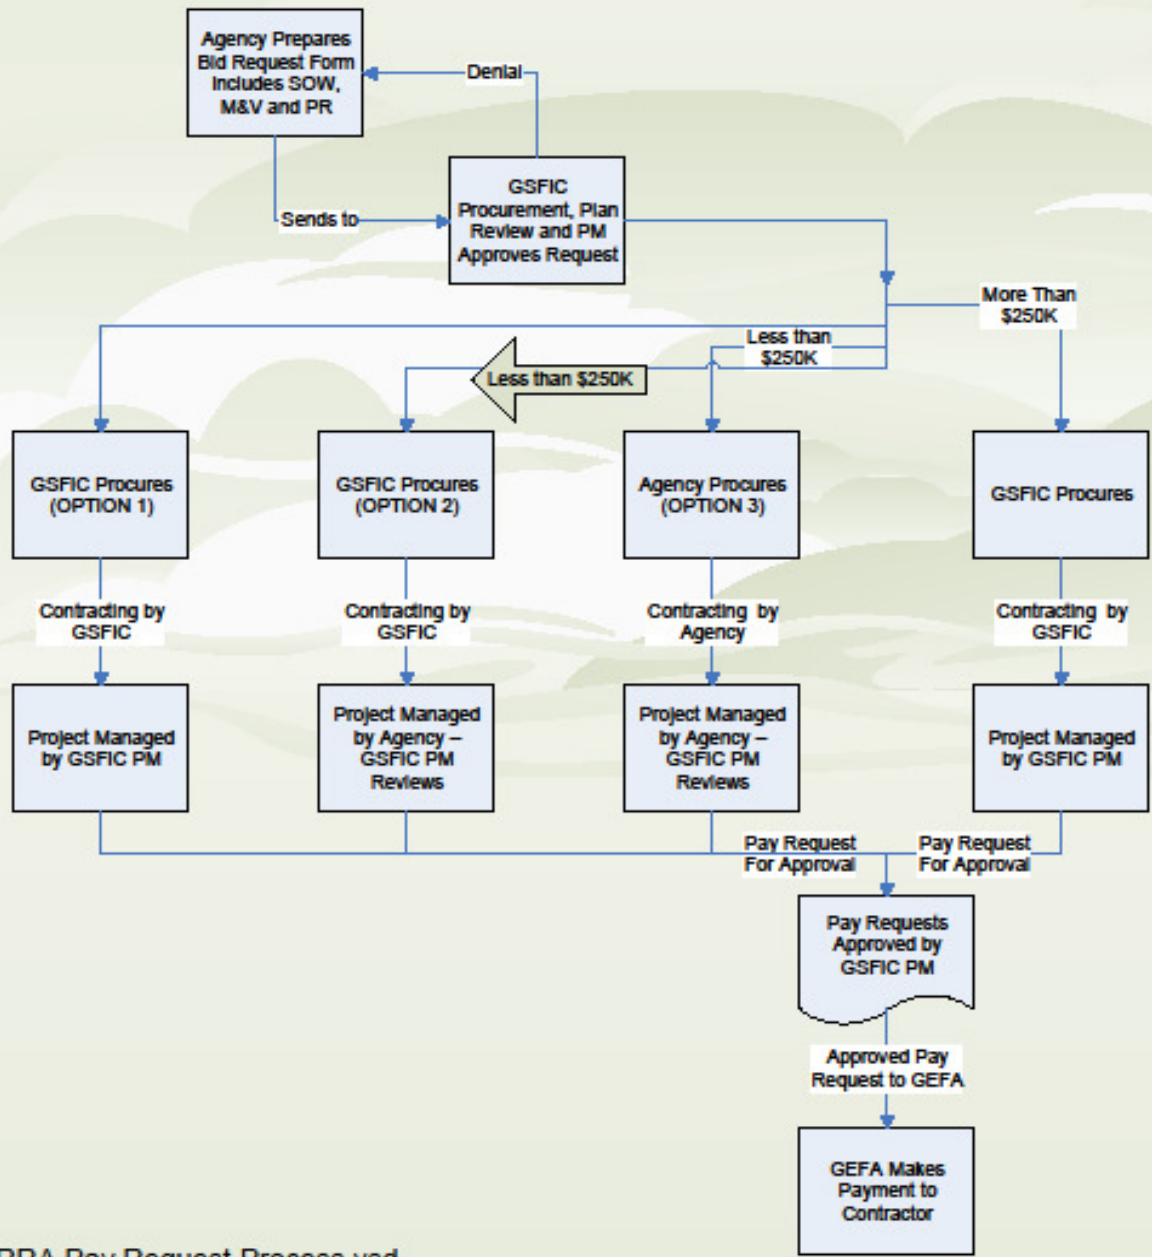 Agency Prepares
Bid Request Form
Includes SOW,
M&V and PR
Denial
GSFIC
Procurement, Plan
Review and PM
Approves Request
Sends to
More Than
$250K
Less than
$250K
Less than $250K
GSFIC Procures
(OPTION 1)
GSFIC Procures
(OPTION 2)
Agency Procures
(OPTION 3)
GSFIC Procures
Contracting by
GSFIC
Contracting by
GSFIC
Contracting by
Agency
Contracting by
GSFIC
Project Managed
by GSFIC PM
Project Managed
by Agency –
GSFIC PM
Reviews
Project Managed
by Agency –
GSFIC PM
Reviews
Project Managed
by GSFIC PM
Pay Request
For Approval
Pay Request
For Approval
Pay Requests
Approved by
GSFIC PM
Approved Pay
Request to GEFA
GEFA Makes
Payment to
Contractor
Pay Request Process